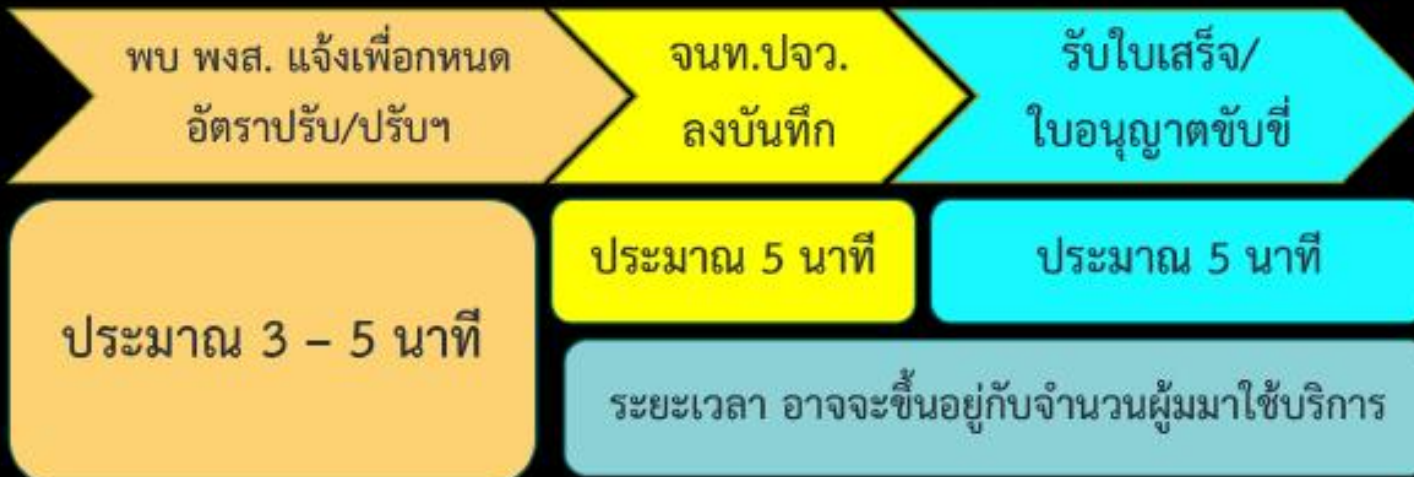 พบ พงส. แจ้งเพื่อกหนด
อัตราปรับ/ปรับฯ
จนท.ปจว.
ลงบันทึก
รับใบเสร็จ/
ใบอนุญาตขับขี่
ประมาณ 3 – 5 นาที
ประมาณ 5 นาที
ประมาณ 5 นาที
ระยะเวลา อาจจะขึ้นอยู่กับจำนวนผู้มมาใช้บริการ